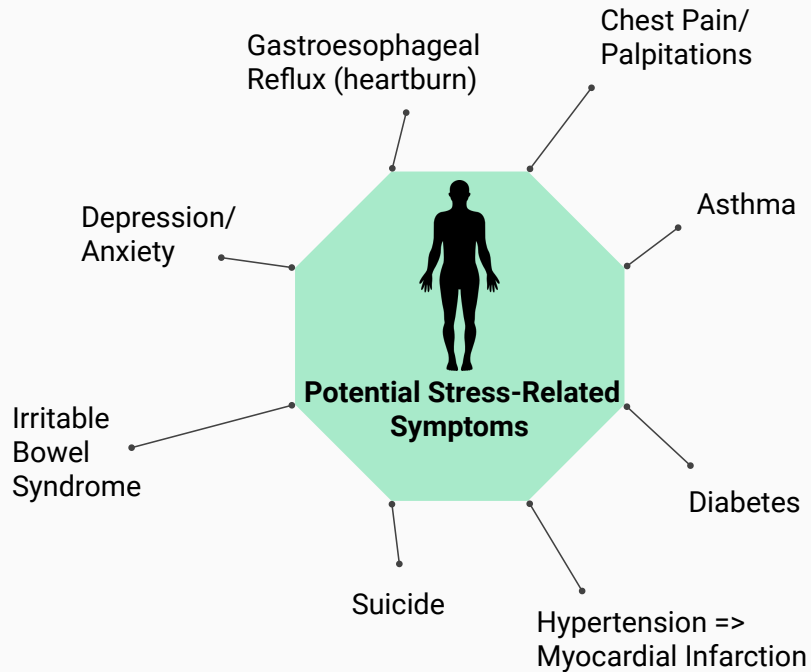 Chest Pain/
Palpitations
Gastroesophageal
Reflux (heartburn)
Asthma
Depression/
Anxiety
Potential Stress-Related
Symptoms
Irritable
Bowel
Syndrome
Diabetes
Suicide
Hypertension =>
Myocardial Infarction